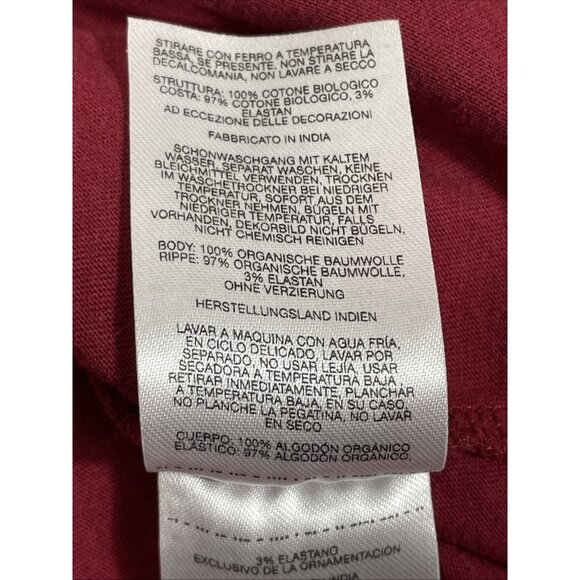 STIRARE CON FERRO A TEMPERATURA
BASSA, SE PRESENTE, NON STIRARE LA
DECALCOMANIA, NON LAVARE A SECCO
STRUTTURA: 100% COTONE BIOLOGICO
COSTA: 97% COTONE BIOLOGICO, 3%
ELASTAN
AD ECCEZIONE DELLE DECORAZIONI
FABBRICATO IN INDIA
SCHONWASCHGANG MIT KALTEM
WASSER, SEPARAT WASCHEN, KEINE
BLEICHMITTEL VERWENDEN, TROCKNEN
IM WASCHETROCKNER BEI NIEDRIGER
TEMPERATUR, SOFORT AUS DEM
TROCKNER NEHMEN, BÜGELN MIT
NIEDRIGER TEMPERATUR, FALLS
VORHANDEN DEKORBILD NICHT BÜGELN,
NICHT CHEMISCH REINIGEN
BODY: 100% ORGANISCHE BAUMWOLLE
RIPPE: 97% ORGANISCHE BAUMWOLLE,
3% ELASTAN
OHNE VERZIERUNG
HERSTELLUNGSLAND INDIEN
LAVAR A MAQUINA CON AGUA FRÍA,
EN CICLO DELICADO, LAVAR POR
SEPARADO, NO USAR LEJÍA, USAR
SECADORA A TEMPERATURA BAJA,
RETIRAR INMEDIATAMENTE, PLANCHAR
A TEMPERATURA BAJA, EN SU CASO,
NO PLANCHE LA PEGATINA, NO LAVAR
EN SECO
CUERPO: 100% ALGODÓN ORGÁNICO
ELÁSTICO: 97% ALGODÓN ORGÁNICO,
3% ELASTANO
EXCLUSIVO DE LA ORNAMENTACIÓN
INDIA